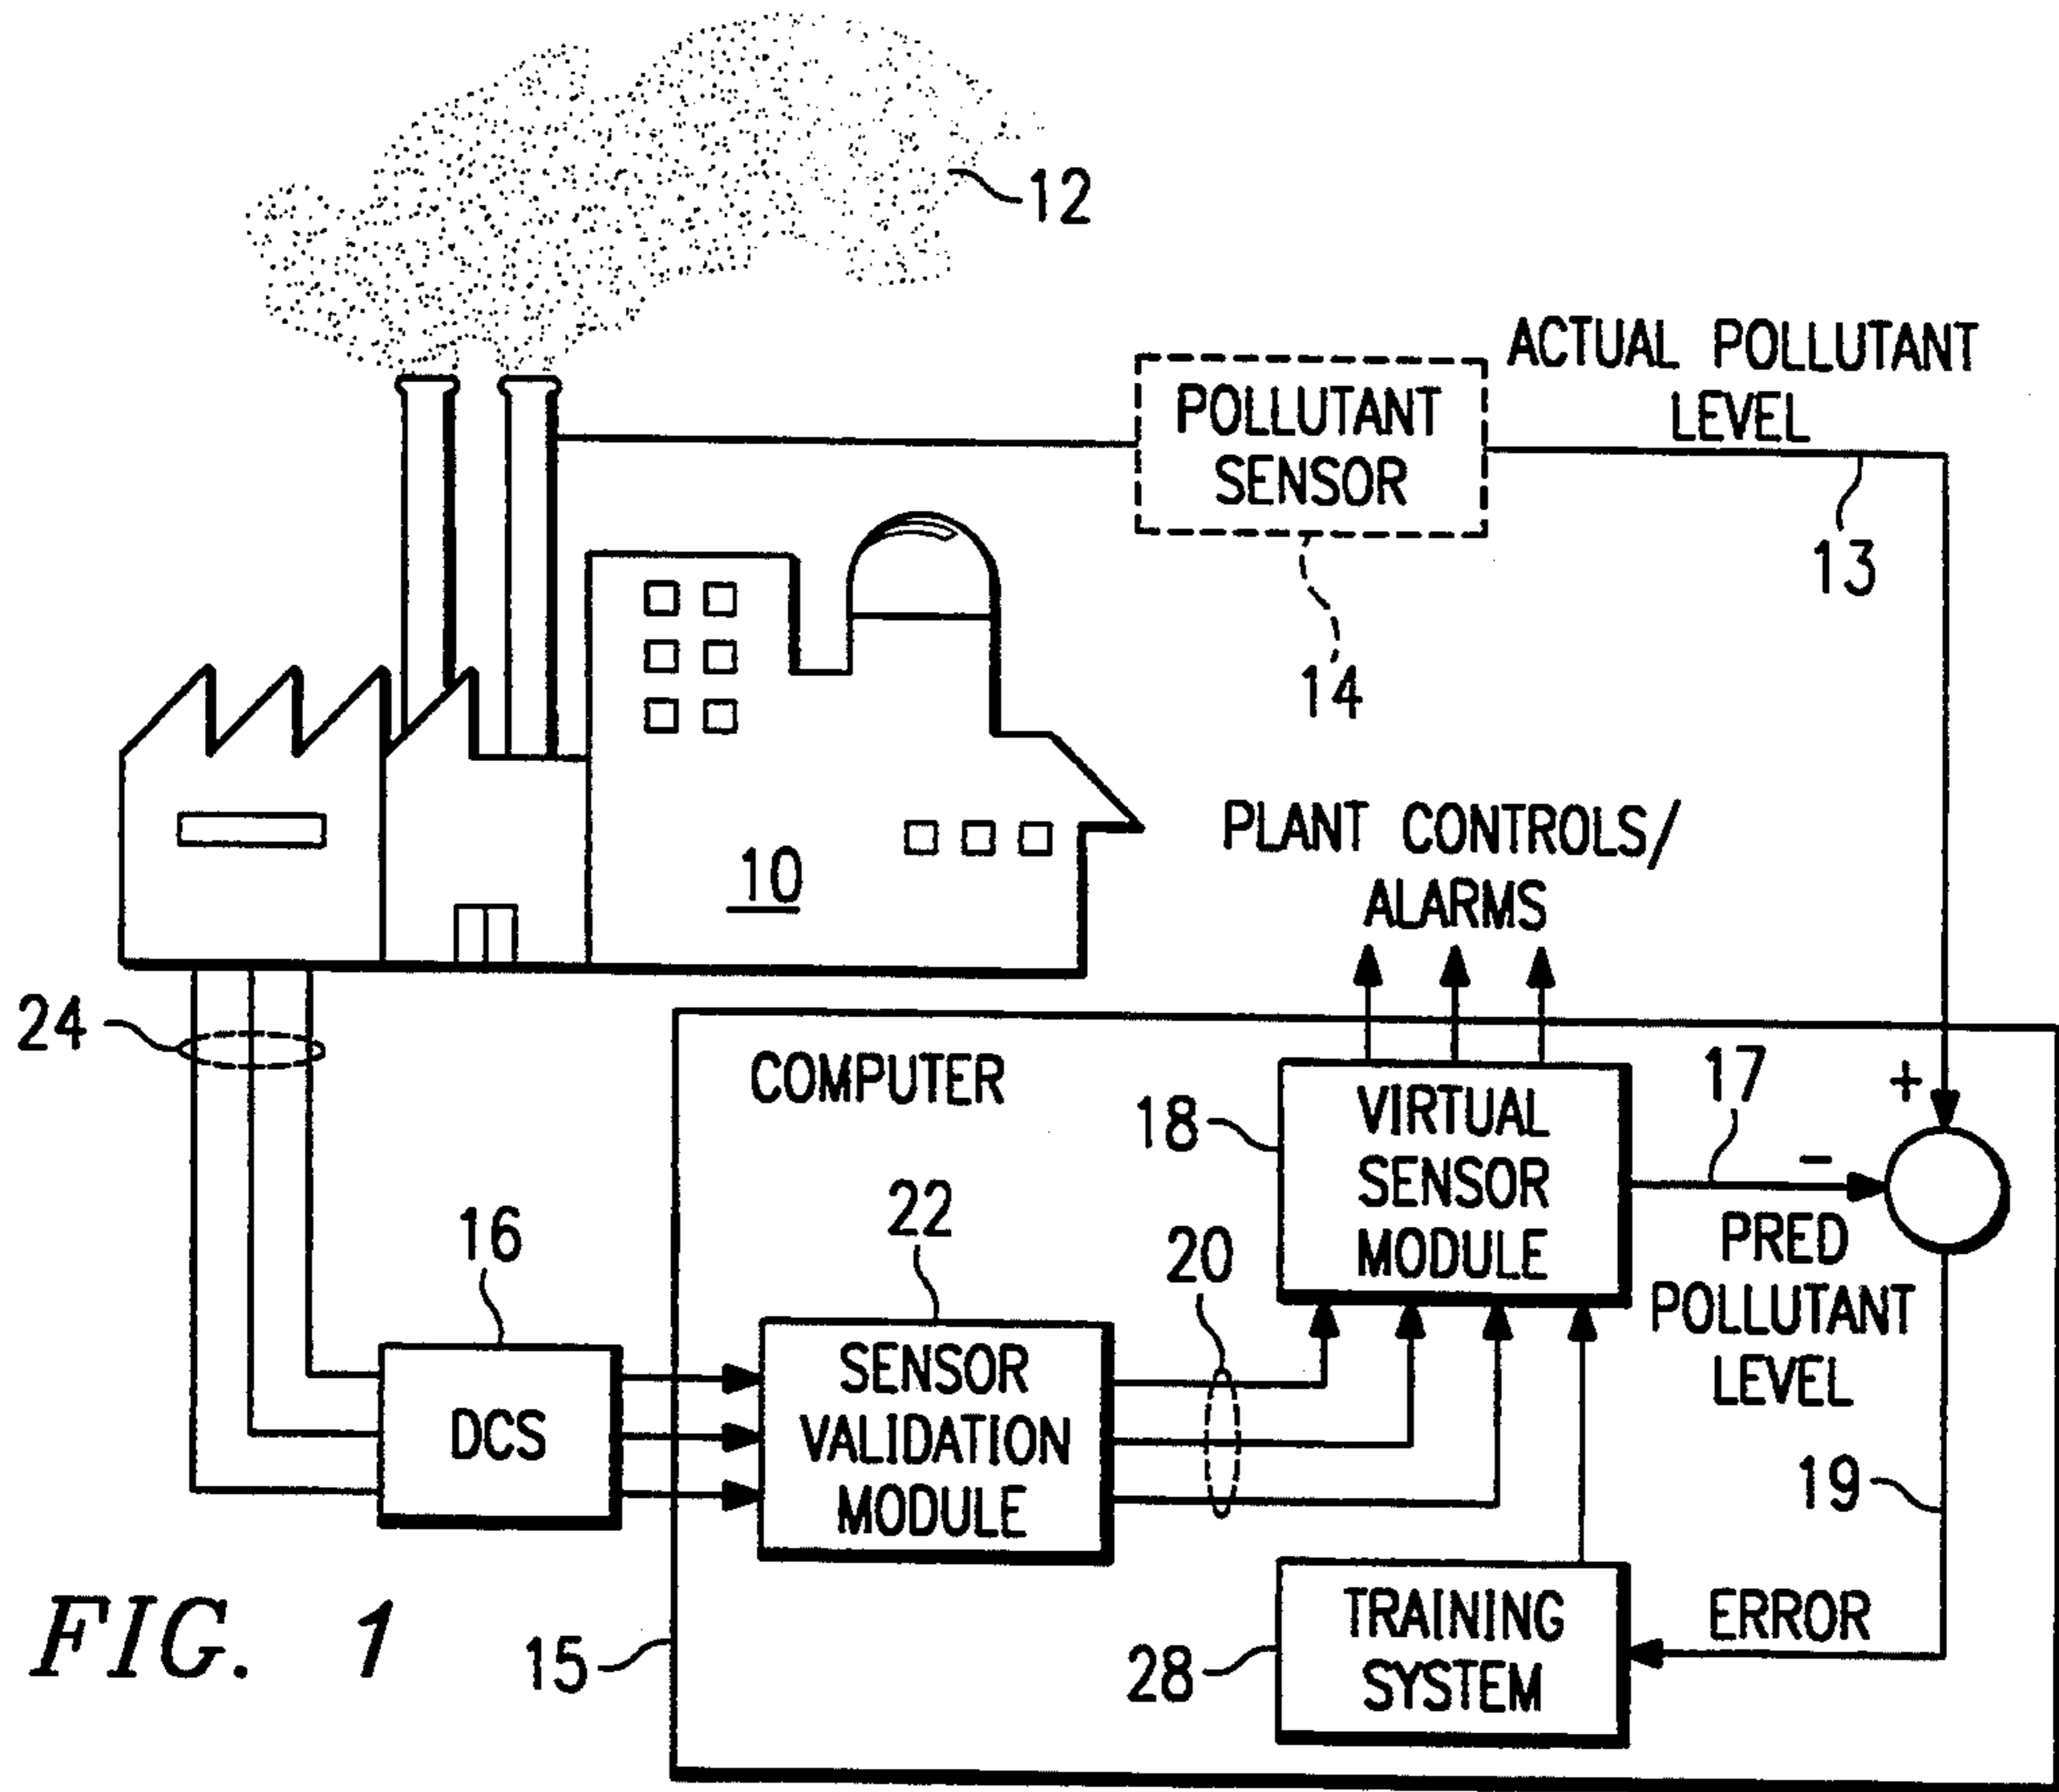 12
ACTUAL POLLUTANT
LEVEL
POLLUTANT
SENSOR
13
14
PLANT CONTROLS/
ALARMS
10
24
COMPUTER
17
+
18
VIRTUAL
SENSOR
MODULE
-
PRED
POLLUTANT
LEVEL
22
20
16
SENSOR
VALIDATION
MODULE
DCS
19
FIG. 1
15
28
TRAINING
SYSTEM
ERROR